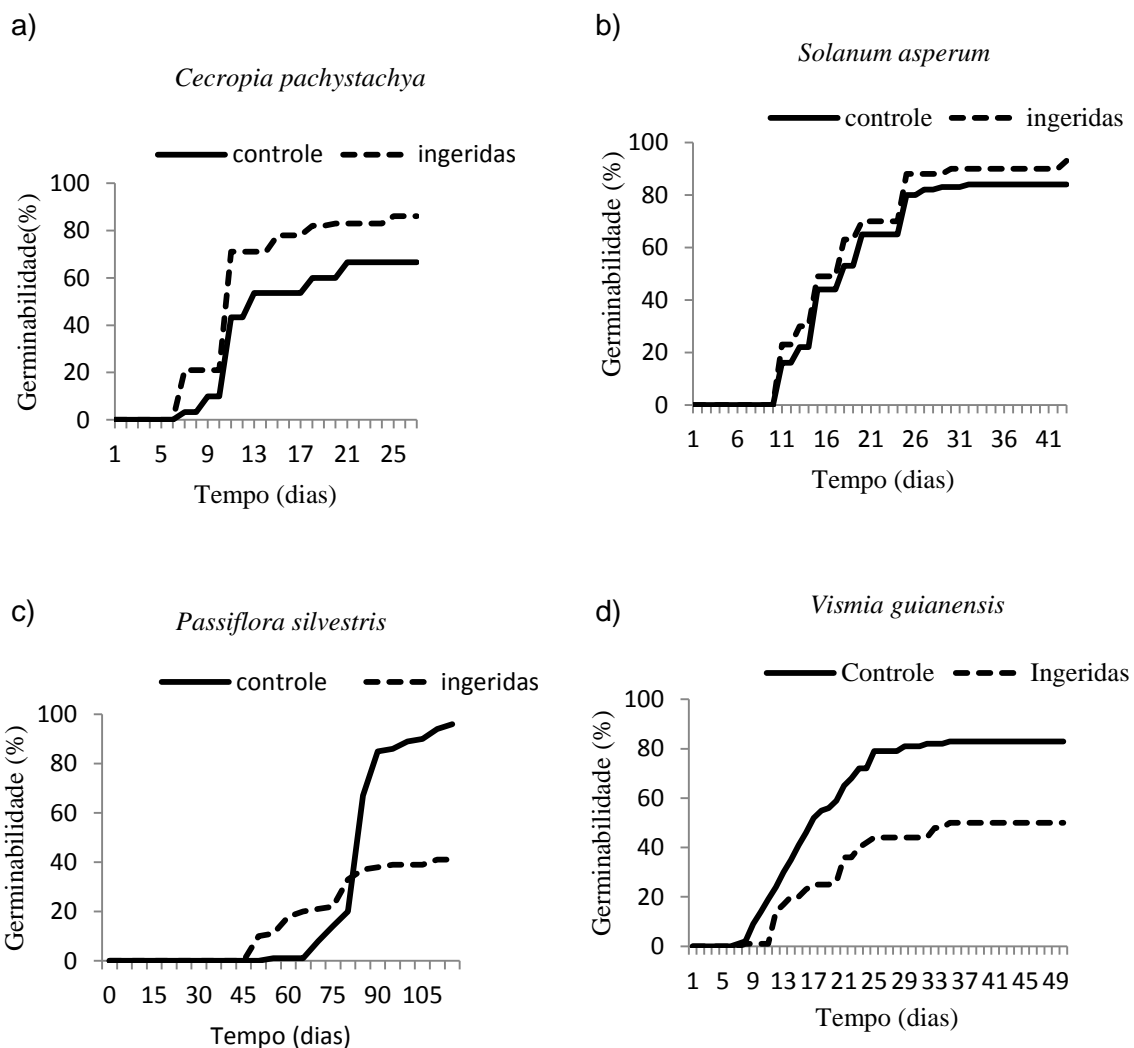 a)
Cecropia pachystachya
controle ingeridas
Germinabilidade(%)
100
80
60
40
20
0
1 5 9 13 17 21 25
Tempo (dias)
b)
Solanum asperum
controle ingeridas
Germinabilidade (%)
100
80
60
40
20
0
1 6 11 16 21 26 31 36 41
Tempo (dias)
c)
Passiflora silvestris
controle ingeridas
Germinabilidade (%)
100
80
60
40
20
0
0 15 30 45 60 75 90 105
Tempo (dias)
d)
Vismia guianensis
Controle Ingeridas
Germinabilidade (%)
100
80
60
40
20
0
1 5 9 13 17 21 25 29 33 37 41 45 49
Tempo (dias)